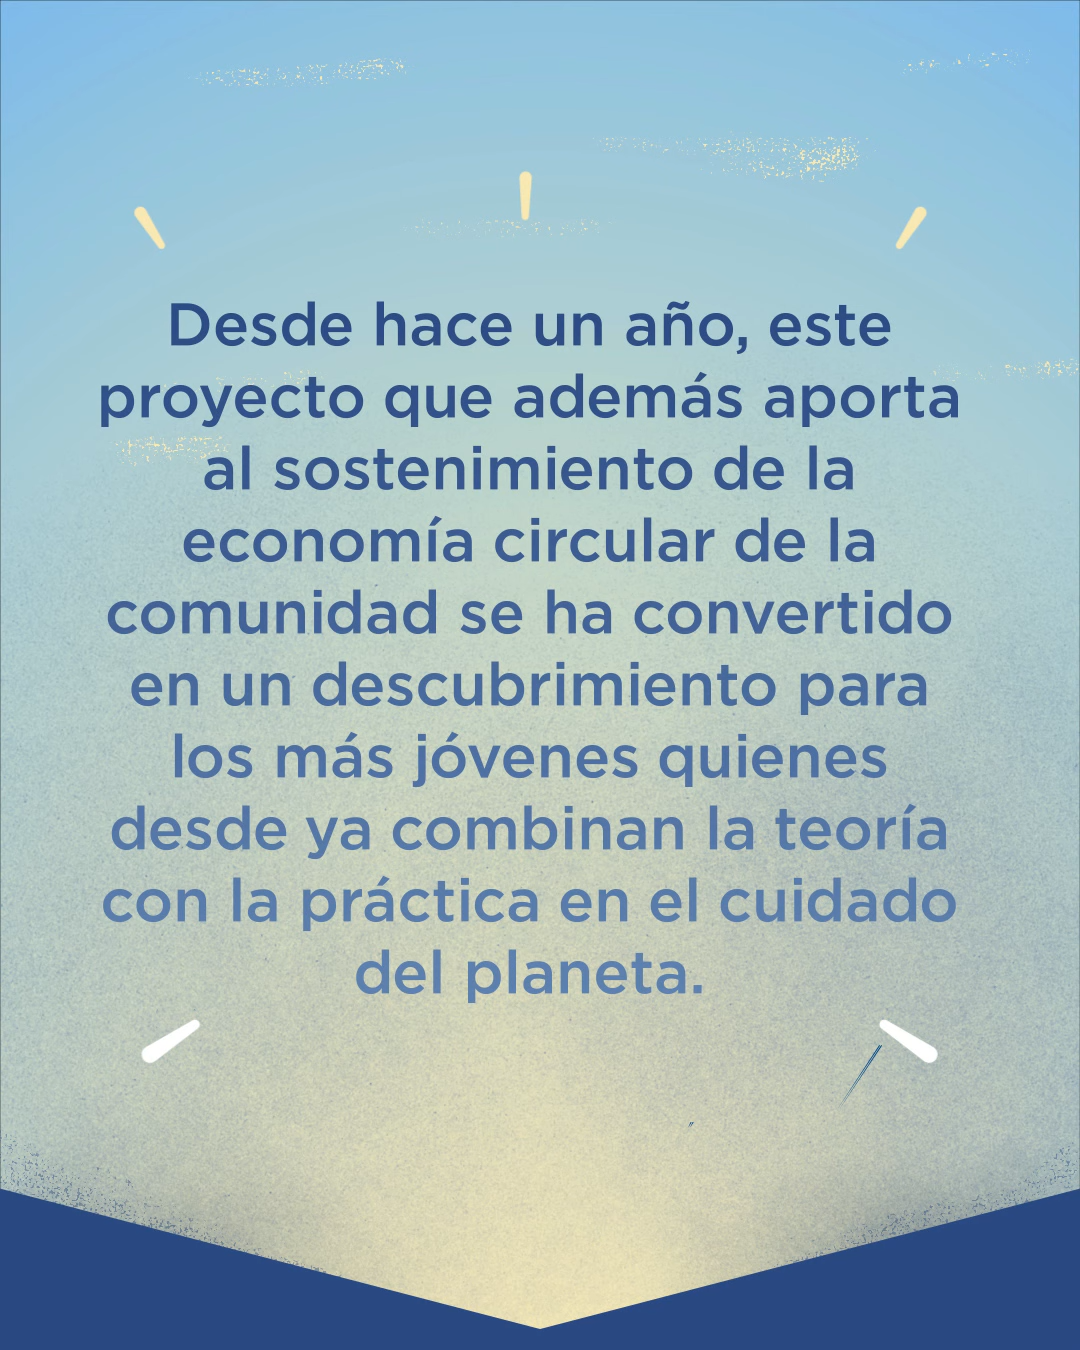 Desde hace un año, este
proyecto que además aporta
al sostenimiento de la
economía circular de la
comunidad se ha convertido
en un descubrimiento para
los más jóvenes quienes
desde ya combinan la teoría
con la práctica en el cuidado
del planeta.